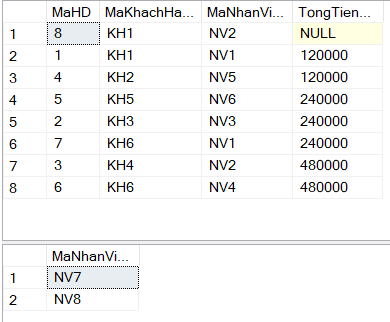 MaHD MaKhachHa... MaNhanVi... TongTien...
1 8 KH1 NV2 NULL
2 1 KH1 NV1 120000
3 4 KH2 NV5 120000
4 5 KH5 NV6 240000
5 2 KH3 NV3 240000
6 7 KH6 NV1 240000
7 3 KH4 NV2 480000
8 6 KH6 NV4 480000
MaNhanVi...
1 NV7
2 NV8